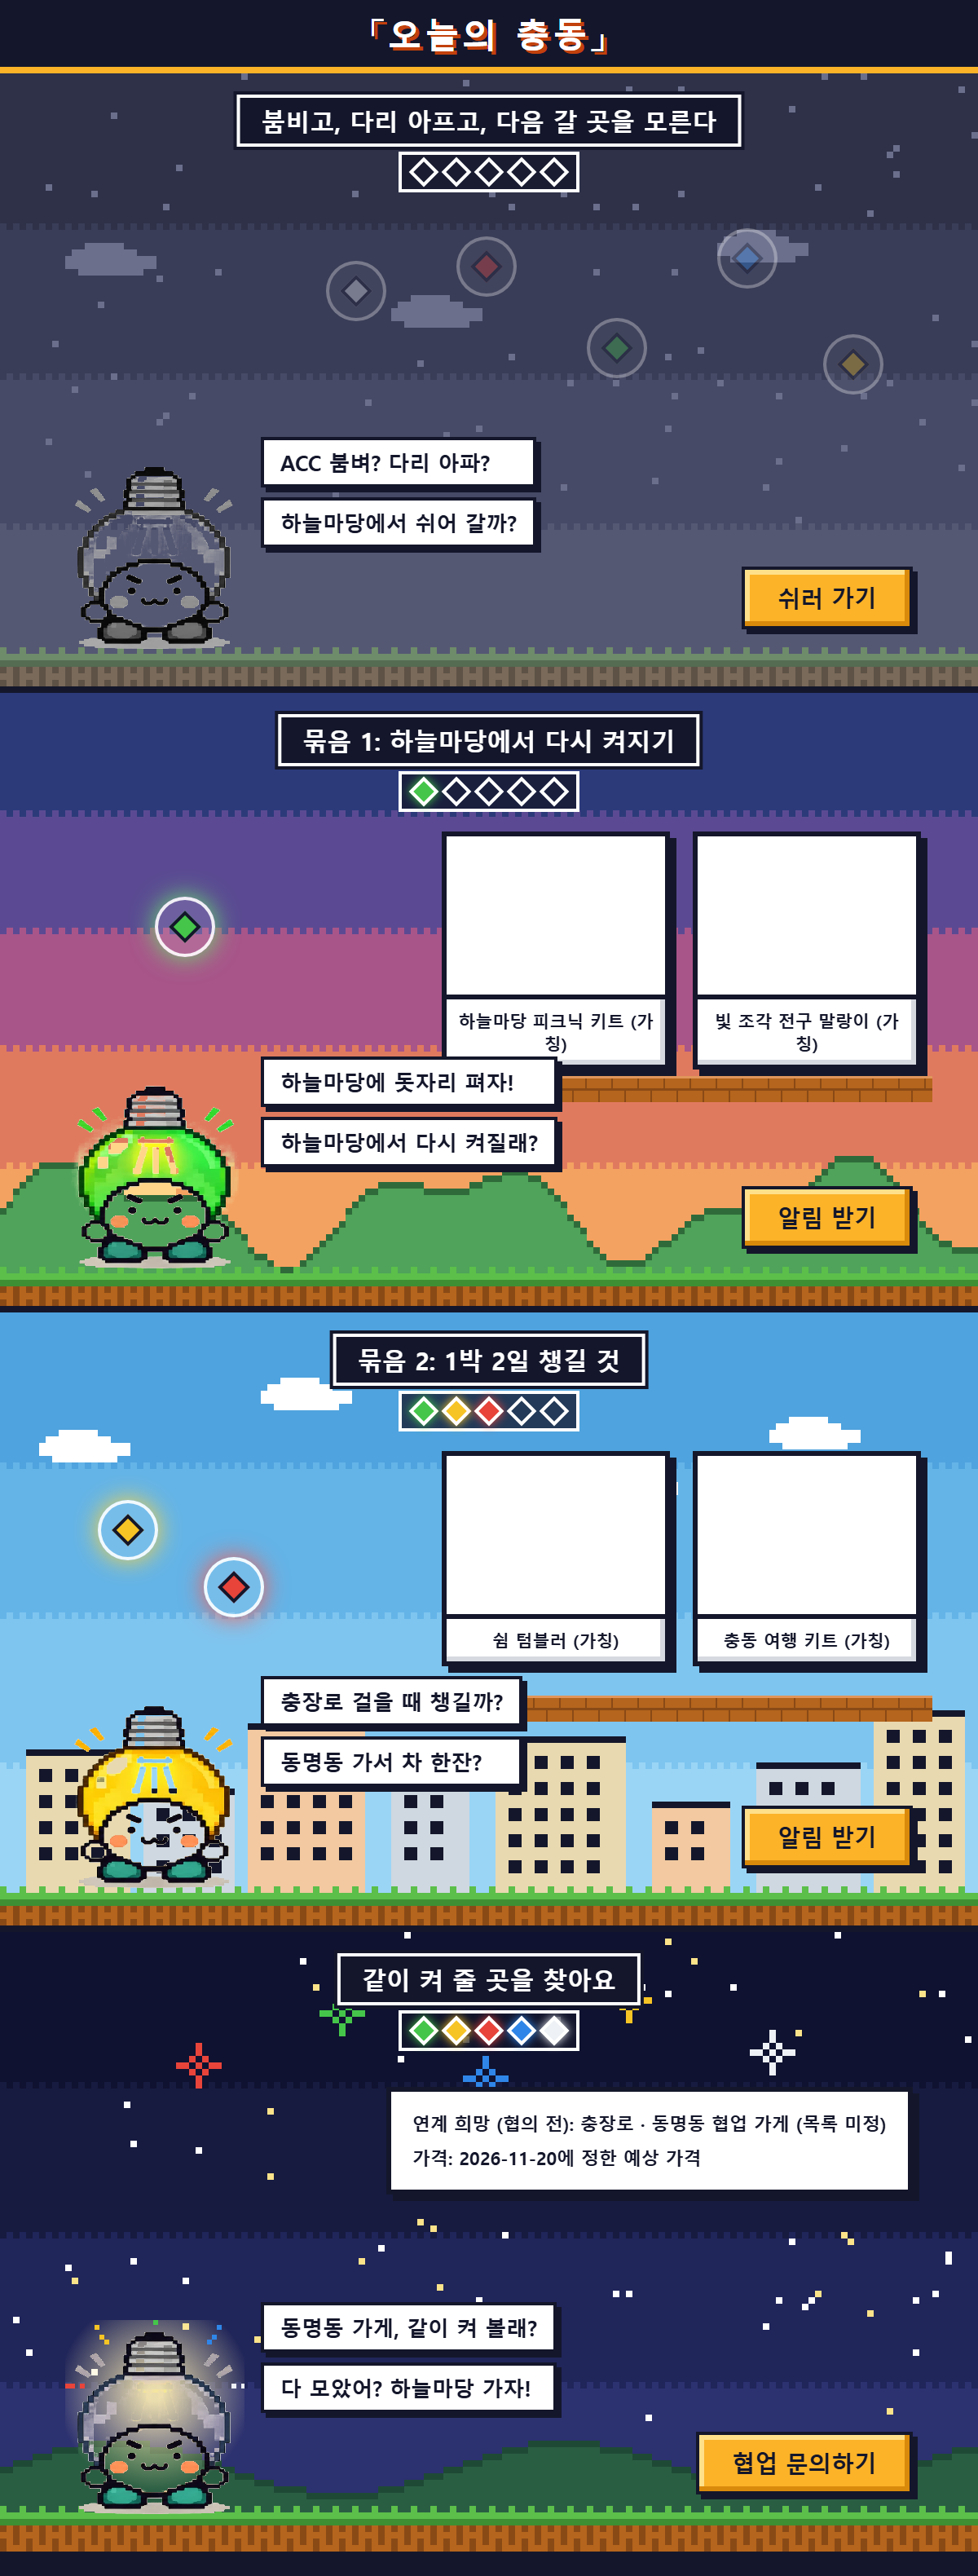 「오늘의 충동」
붐비고, 다리 아프고, 다음 갈 곳을 모른다
ACC 붐벼? 다리 아파?
하늘마당에서 쉬어 갈까?
쉬러 가기
묶음 1: 하늘마당에서 다시 켜지기
하늘마당 피크닉 키트 (가
칭)
빛 조각 전구 말랑이 (가
칭)
하늘마당에 돗자리 펴자!
하늘마당에서 다시 켜질래?
알림 받기
묶음 2: 1박 2일 챙길 것
쉼 텀블러 (가칭)
충동 여행 키트 (가칭)
충장로 걸을 때 챙길까?
동명동 가서 차 한잔?
알림 받기
같이 켜 줄 곳을 찾아요
연계 희망 (협의 전): 충장로 · 동명동 협업 가게 (목록 미정)
가격: 2026-11-20에 정한 예상 가격
동명동 가게, 같이 켜 볼래?
다 모았어? 하늘마당 가자!
협업 문의하기